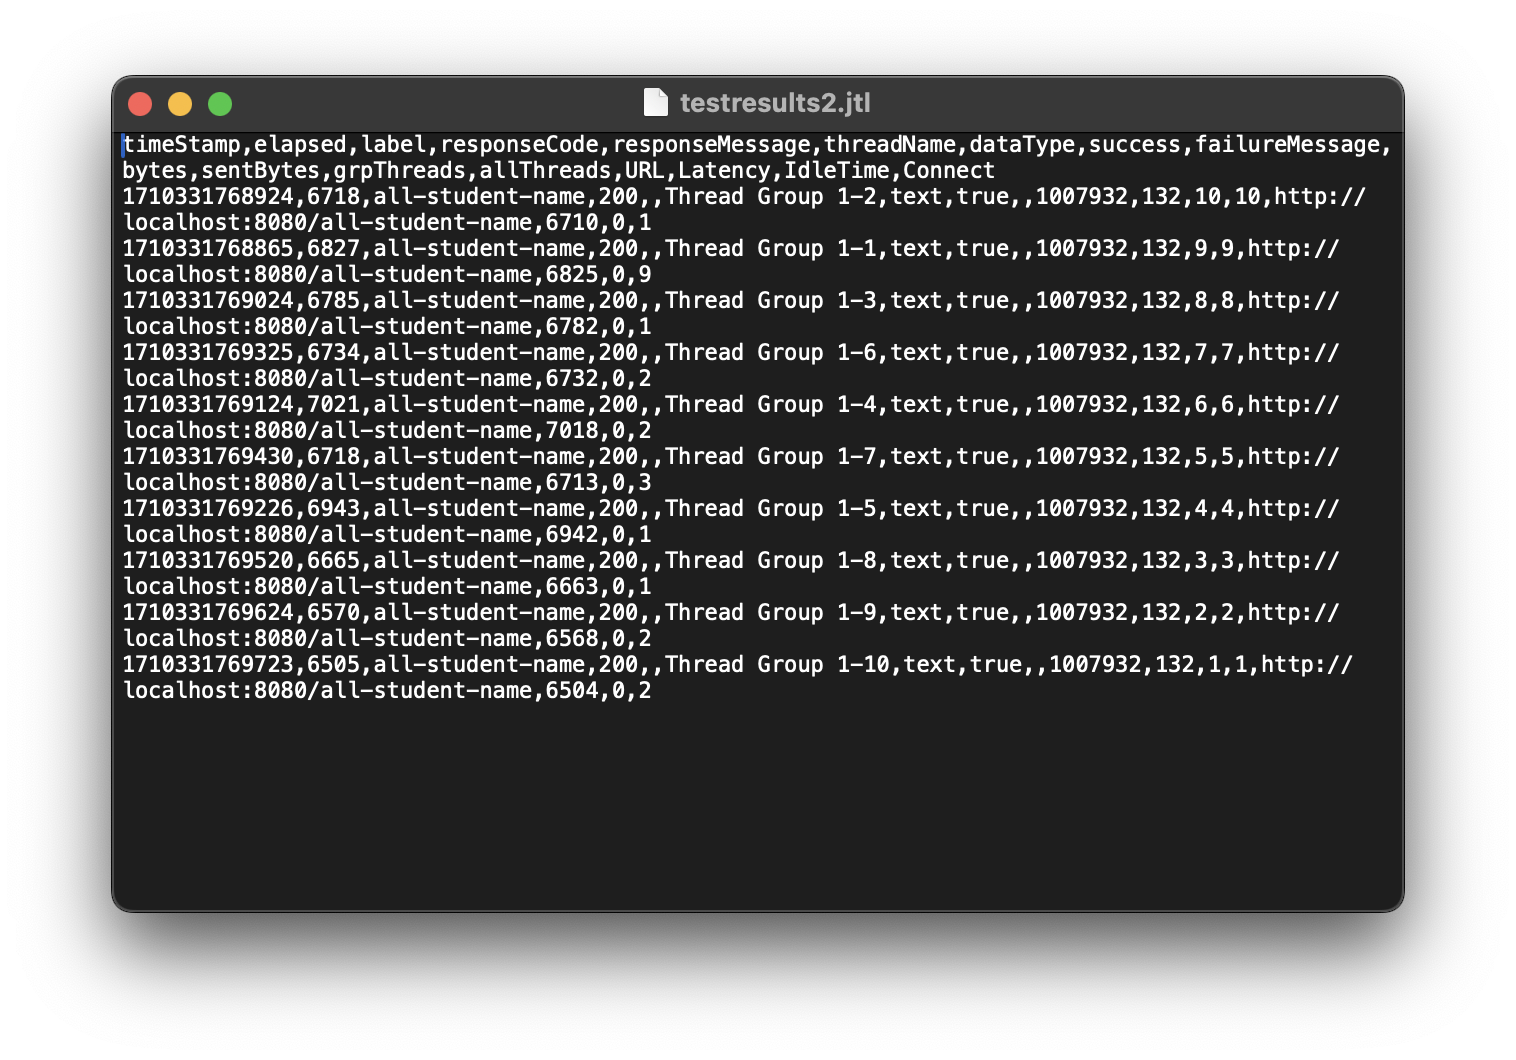 testresults2.jtl
timeStamp,elapsed,label,responseCode,responseMessage,threadName,dataType,success,failureMessage,
bytes,sentBytes,grpThreads,allThreads,URL,Latency,IdleTime,Connect
1710331768924,6718,all-student-name,200,,Thread Group 1-2,text,true,,1007932,132,10,10,http://
localhost:8080/all-student-name,6710,0,1
1710331768865,6827,all-student-name,200,,Thread Group 1-1,text,true,,1007932,132,9,9,http://
localhost:8080/all-student-name,6825,0,9
1710331769024,6785,all-student-name,200,,Thread Group 1-3,text,true,,1007932,132,8,8,http://
localhost:8080/all-student-name,6782,0,1
1710331769325,6734,all-student-name,200,,Thread Group 1-6,text,true,,1007932,132,7,7,http://
localhost:8080/all-student-name,6732,0,2
1710331769124,7021,all-student-name,200,,Thread Group 1-4,text,true,,1007932,132,6,6,http://
localhost:8080/all-student-name,7018,0,2
1710331769430,6718,all-student-name,200,,Thread Group 1-7,text,true,,1007932,132,5,5,http://
localhost:8080/all-student-name,6713,0,3
1710331769226,6943,all-student-name,200,,Thread Group 1-5,text,true,,1007932,132,4,4,http://
localhost:8080/all-student-name,6942,0,1
1710331769520,6665,all-student-name,200,,Thread Group 1-8,text,true,,1007932,132,3,3,http://
localhost:8080/all-student-name,6663,0,1
1710331769624,6570,all-student-name,200,,Thread Group 1-9,text,true,,1007932,132,2,2,http://
localhost:8080/all-student-name,6568,0,2
1710331769723,6505,all-student-name,200,,Thread Group 1-10,text,true,,1007932,132,1,1,http://
localhost:8080/all-student-name,6504,0,2